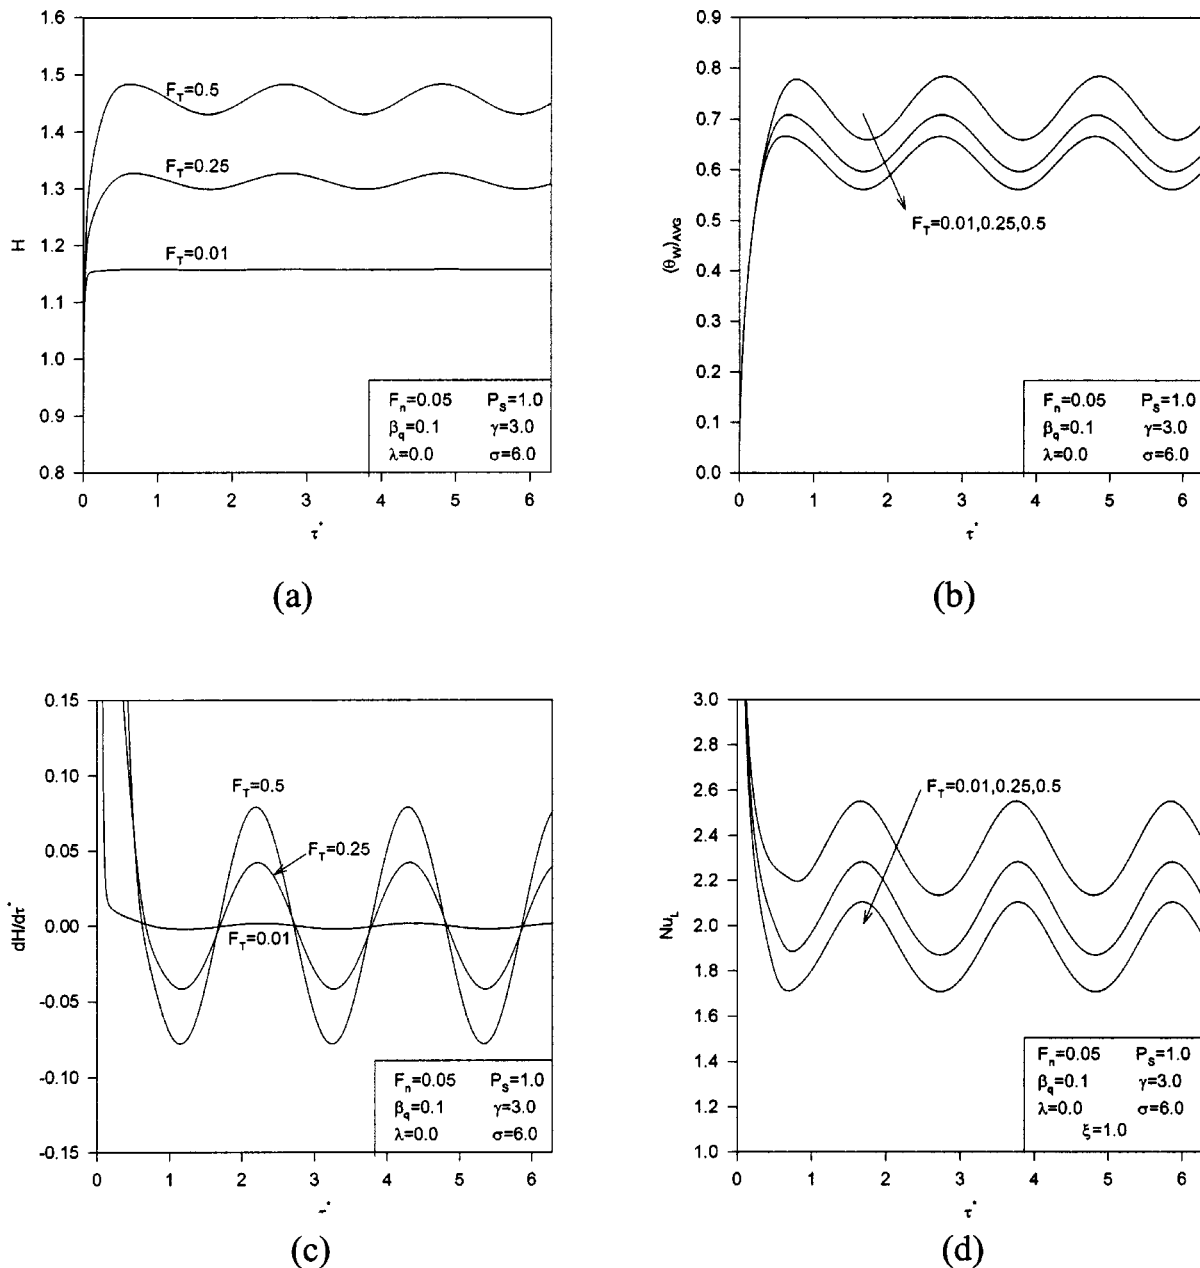 1.6
1.5
1.4
1.3
1.2
1.1
1.0
0.9
0.8
H
F_T=0.5
F_T=0.25
F_T=0.01
F_n=0.05 P_S=1.0
β_q=0.1 γ=3.0
λ=0.0 σ=6.0
0 1 2 3 4 5 6
τ*
(a)
0.9
0.8
0.7
0.6
0.5
0.4
0.3
0.2
0.1
0.0
(θ_W)_AVG
F_T=0.01,0.25,0.5
F_n=0.05 P_S=1.0
β_q=0.1 γ=3.0
λ=0.0 σ=6.0
0 1 2 3 4 5 6
τ*
(b)
0.15
0.10
0.05
0.00
-0.05
-0.10
-0.15
dH/dτ*
F_T=0.5
F_T=0.25
F_T=0.01
F_n=0.05 P_S=1.0
β_q=0.1 γ=3.0
λ=0.0 σ=6.0
0 1 2 3 4 5 6
(c)
3.0
2.8
2.6
2.4
2.2
2.0
1.8
1.6
1.4
1.2
1.0
Nu_L
F_T=0.01,0.25,0.5
F_n=0.05 P_S=1.0
β_q=0.1 γ=3.0
λ=0.0 σ=6.0
ξ=1.0
0 1 2 3 4 5 6
τ*
(d)